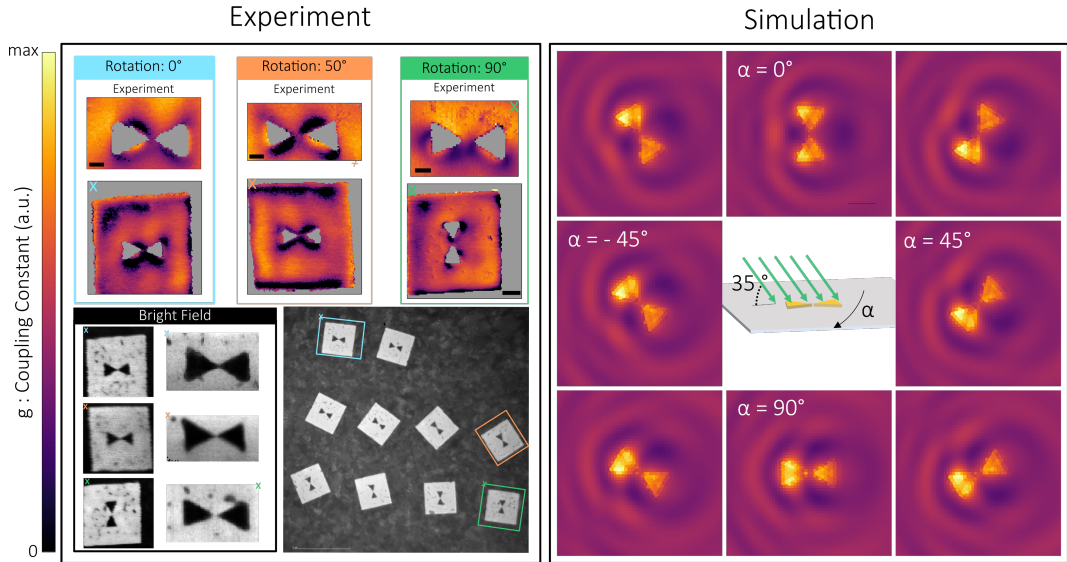 Experiment
Simulation
max
g : Coupling Constant (a.u.)
0
Rotation: 0°
Experiment
Rotation: 50°
Experiment
Rotation: 90°
Experiment
X
X
X
X
Bright Field
x
x
x
x
x
x
x
x
x
α = 0°
α = - 45°
35 °
α
α = 45°
α = 90°